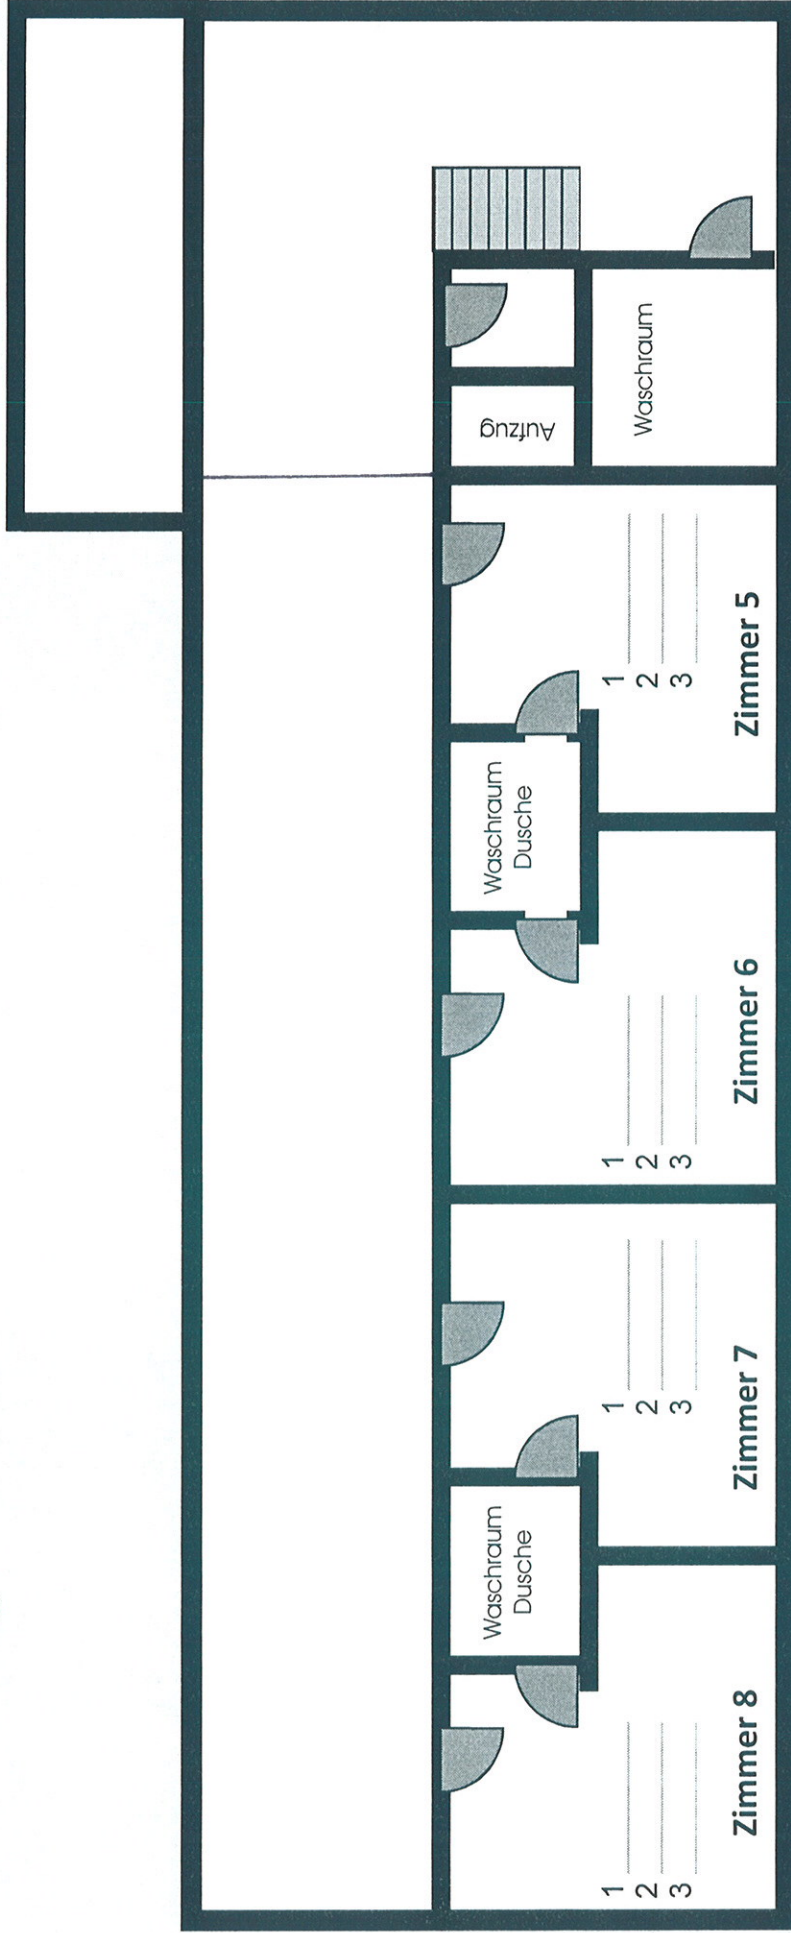 Zimmer 8
1
2
3
Waschraum
Dusche
Zimmer 7
1
2
3
Zimmer 6
1
2
3
Waschraum
Dusche
Zimmer 5
1
2
3
Aufzug
Waschraum